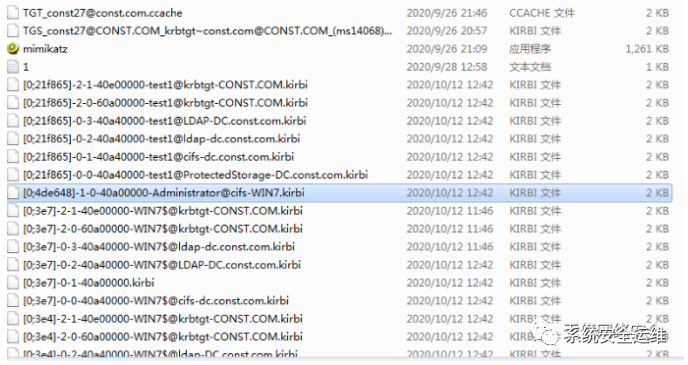 TGT_const27@const.com.ccache 2020/9/26 21:46 CCACHE 文件 2 KB
TGS_const27@CONST.COM_krbtgt~const.com@CONST.COM_(ms14068)... 2020/9/26 20:57 KIRBI 文件 2 KB
mimikatz 2020/9/26 21:09 应用程序 1,261 KB
1 2020/9/28 12:58 文本文档 1 KB
[0;21f865]-2-1-40e00000-test1@krbtgt-CONST.COM.kirbi 2020/10/12 12:42 KIRBI 文件 2 KB
[0;21f865]-2-0-60a00000-test1@krbtgt-CONST.COM.kirbi 2020/10/12 12:42 KIRBI 文件 2 KB
[0;21f865]-0-3-40a40000-test1@LDAP-DC.const.com.kirbi 2020/10/12 12:42 KIRBI 文件 2 KB
[0;21f865]-0-2-40a40000-test1@ldap-dc.const.com.kirbi 2020/10/12 12:42 KIRBI 文件 2 KB
[0;21f865]-0-1-40a40000-test1@cifs-dc.const.com.kirbi 2020/10/12 12:42 KIRBI 文件 2 KB
[0;21f865]-0-0-40a40000-test1@ProtectedStorage-DC.const.com.kirbi 2020/10/12 12:42 KIRBI 文件 2 KB
[0;4de648]-1-0-40a00000-Administrator@cifs-WIN7.kirbi 2020/10/12 12:42 KIRBI 文件 2 KB
[0;3e7]-2-1-40e00000-WIN7$@krbtgt-CONST.COM.kirbi 2020/10/12 11:46 KIRBI 文件 2 KB
[0;3e7]-2-0-60a00000-WIN7$@krbtgt-CONST.COM.kirbi 2020/10/12 11:46 KIRBI 文件 2 KB
[0;3e7]-0-3-40a40000-WIN7$@ldap-dc.const.com.kirbi 2020/10/12 11:46 KIRBI 文件 2 KB
[0;3e7]-0-2-40a40000-WIN7$@LDAP-DC.const.com.kirbi 2020/10/12 12:42 KIRBI 文件 2 KB
[0;3e7]-0-1-40a00000.kirbi 2020/10/12 12:42 KIRBI 文件 2 KB
[0;3e7]-0-0-40a40000-WIN7$@cifs-dc.const.com.kirbi 2020/10/12 12:42 KIRBI 文件 2 KB
[0;3e4]-2-1-40e00000-WIN7$@krbtgt-CONST.COM.kirbi 2020/10/12 12:42 KIRBI 文件
[0;3e4]-2-0-60a00000-WIN7$@krbtgt-CONST.COM.kirbi 2020/10/12 12:42 KIRBI
[0;3e4]-0-2-40a40000-WIN7$@ldap-dc.const.com.kirbi 2020/10/12 12:42 KIRBI 文件 2 KB
系统安全运维